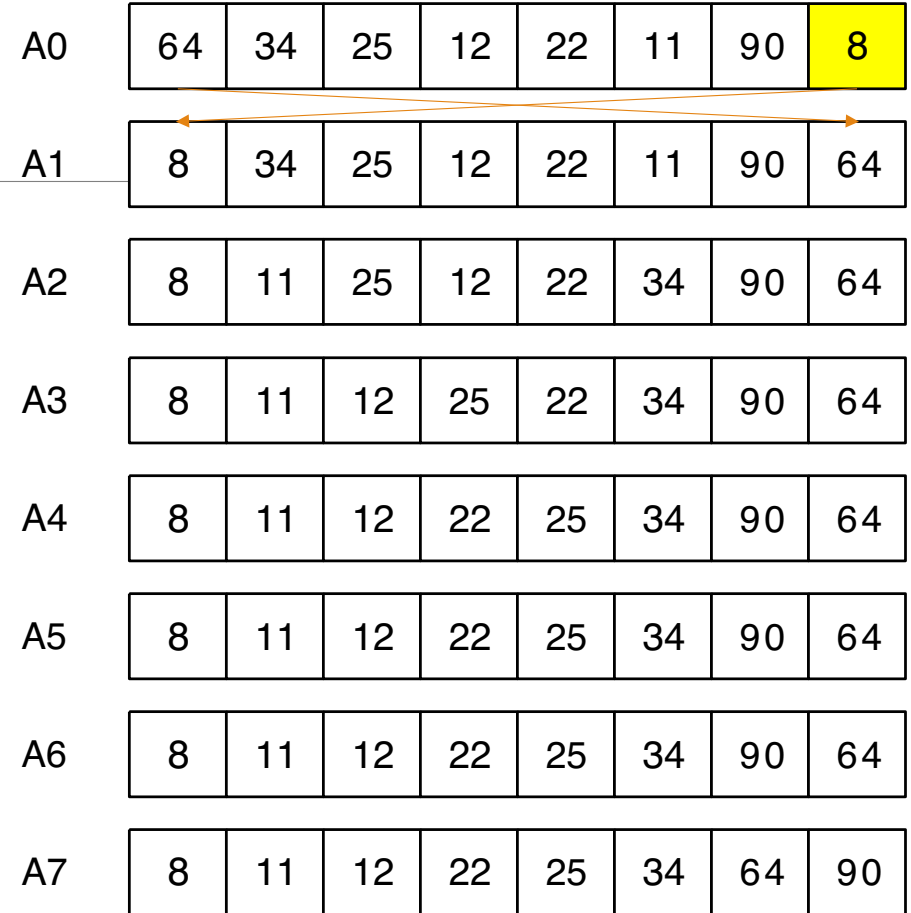 A0 64 34 25 12 22 11 90 8
A1 8 34 25 12 22 11 90 64
A2 8 11 25 12 22 34 90 64
A3 8 11 12 25 22 34 90 64
A4 8 11 12 22 25 34 90 64
A5 8 11 12 22 25 34 90 64
A6 8 11 12 22 25 34 90 64
A7 8 11 12 22 25 34 64 90